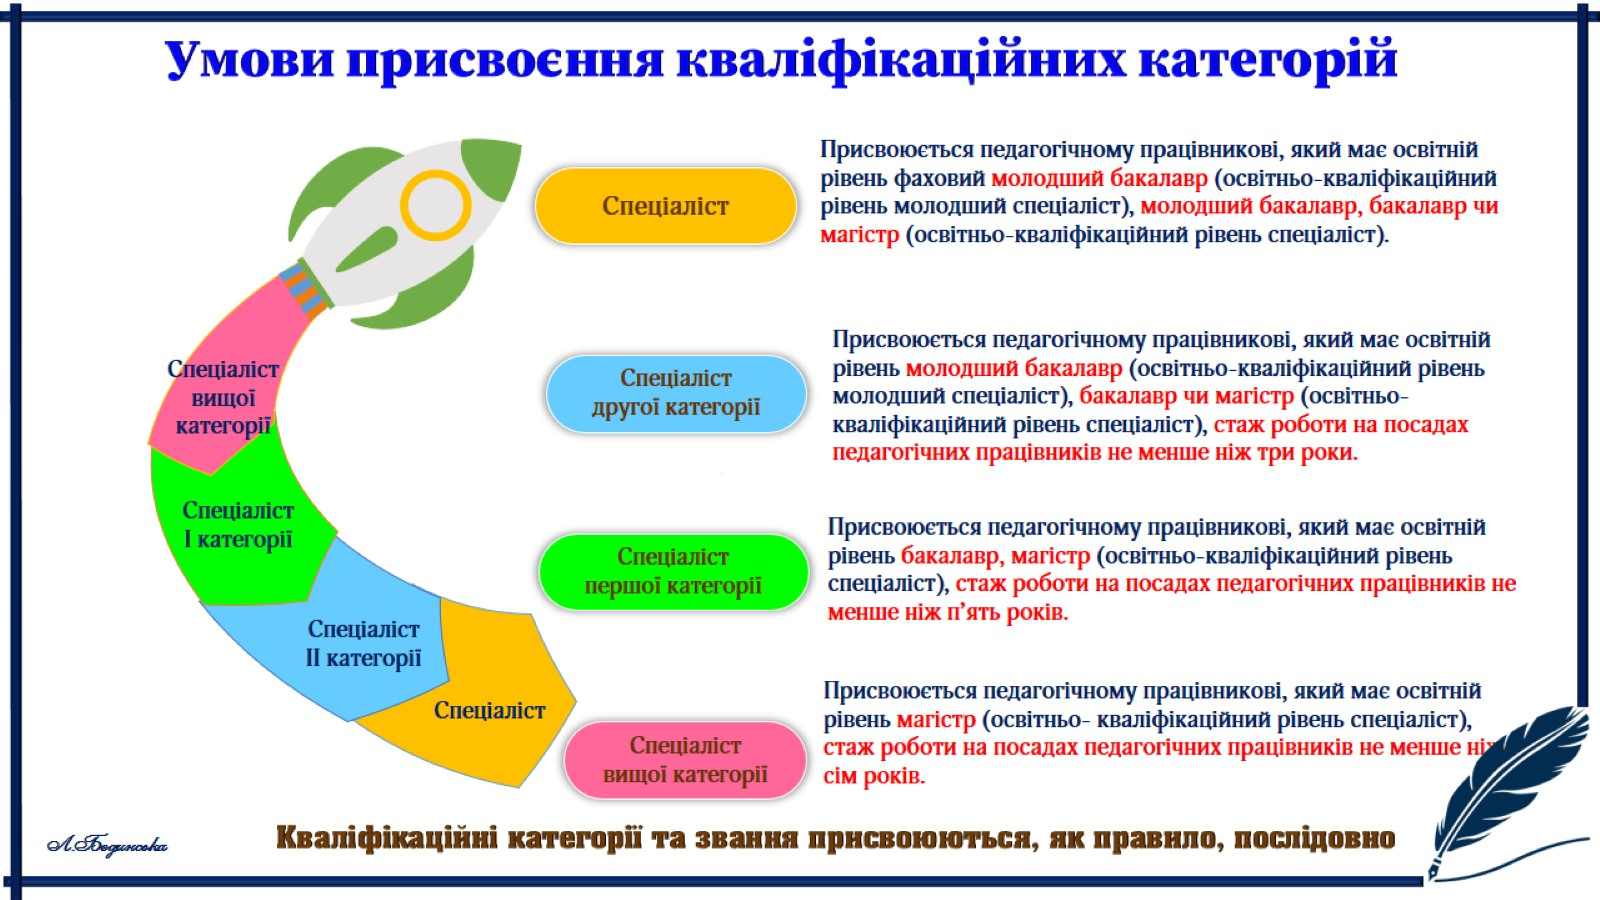 Умови присвоєння кваліфікаційних категорій
Спеціаліст
Присвоюється педагогічному працівникові, який має освітній
рівень фаховий молодший бакалавр (освітньо-кваліфікаційний
рівень молодший спеціаліст), молодший бакалавр, бакалавр чи
магістр (освітньо-кваліфікаційний рівень спеціаліст).
Спеціаліст
другої категорії
Присвоюється педагогічному працівникові, який має освітній
рівень молодший бакалавр (освітньо-кваліфікаційний рівень
молодший спеціаліст), бакалавр чи магістр (освітньо-
кваліфікаційний рівень спеціаліст), стаж роботи на посадах
педагогічних працівників не менше ніж три роки.
Спеціаліст
першої категорії
Присвоюється педагогічному працівникові, який має освітній
рівень бакалавр, магістр (освітньо-кваліфікаційний рівень
спеціаліст), стаж роботи на посадах педагогічних працівників не
менше ніж п’ять років.
Спеціаліст
вищої категорії
Присвоюється педагогічному працівникові, який має освітній
рівень магістр (освітньо- кваліфікаційний рівень спеціаліст),
стаж роботи на посадах педагогічних працівників не менше ніж
сім років.
Спеціаліст
вищої
категорії
Спеціаліст
І категорії
Спеціаліст
ІІ категорії
Спеціаліст
Кваліфікаційні категорії та звання присвоюються, як правило, послідовно
Л.Бединська